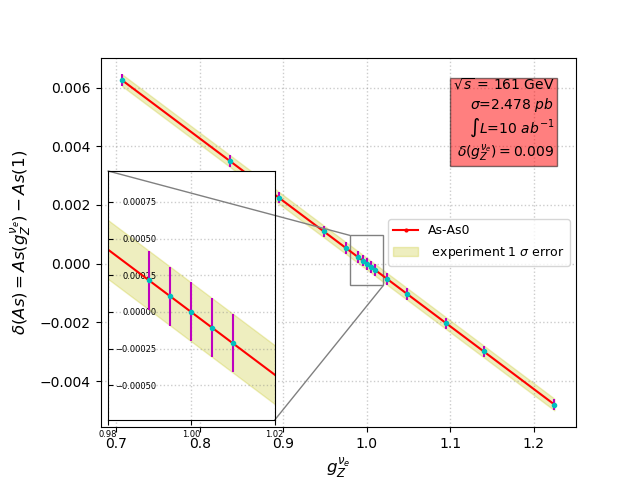 δ(As) = As(g_Z^{ν_e}) − As(1)
0.006
0.004
0.002
0.000
−0.002
−0.004
√s = 161 GeV
σ=2.478 pb
∫L=10 ab⁻¹
δ(g_Z^{ν_e}) = 0.009
As-As0
experiment 1 σ error
0.00075
0.00050
0.00025
0.00000
−0.00025
−0.00050
0.98
1.00
1.02
0.7
0.8
0.9
1.0
1.1
1.2
g_Z^{ν_e}